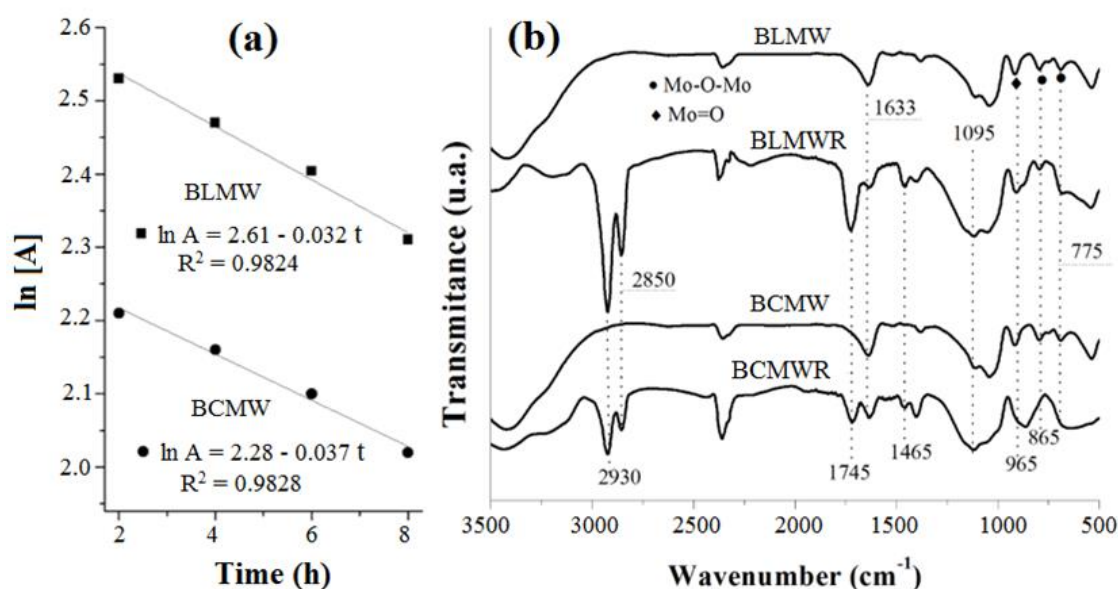 (a)
ln [A]
2.6
2.5
2.4
2.3
2.2
2.1
2.0
BLMW
■ ln A = 2.61 - 0.032 t
R² = 0.9824
BCMW
● ln A = 2.28 - 0.037 t
R² = 0.9828
2 4 6 8
Time (h)
(b)
Transmitance (u.a.)
BLMW
● Mo-O-Mo
◆ Mo=O
1633
1095
BLMWR
2850
775
BCMW
BCMWR
2930
1745
1465
965
865
3500 3000 2500 2000 1500 1000 500
Wavenumber (cm⁻¹)